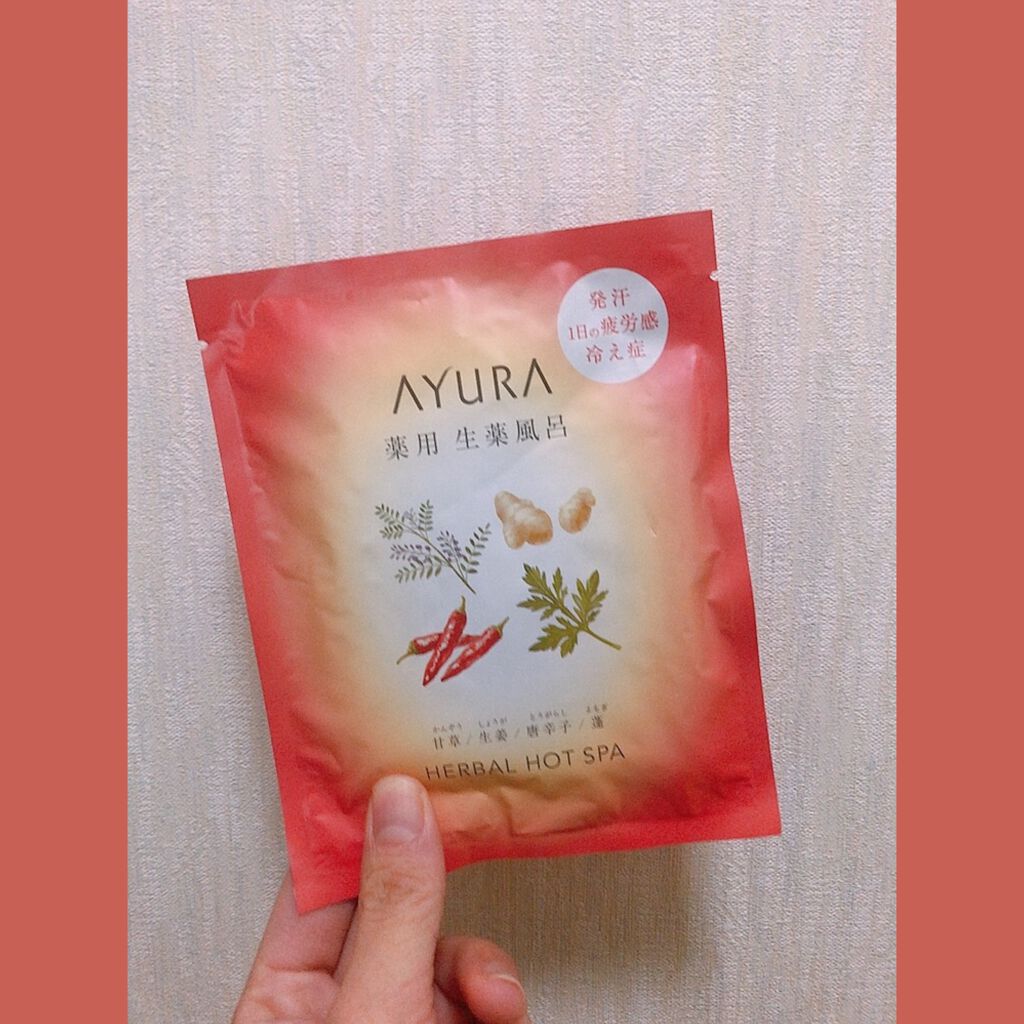 発汗
1日の疲労感
冷え症
AYURA
薬用 生薬風呂
かんぞう しょうが とうがらし よもぎ
甘草/生姜/唐辛子/蓬
HERBAL HOT SPA